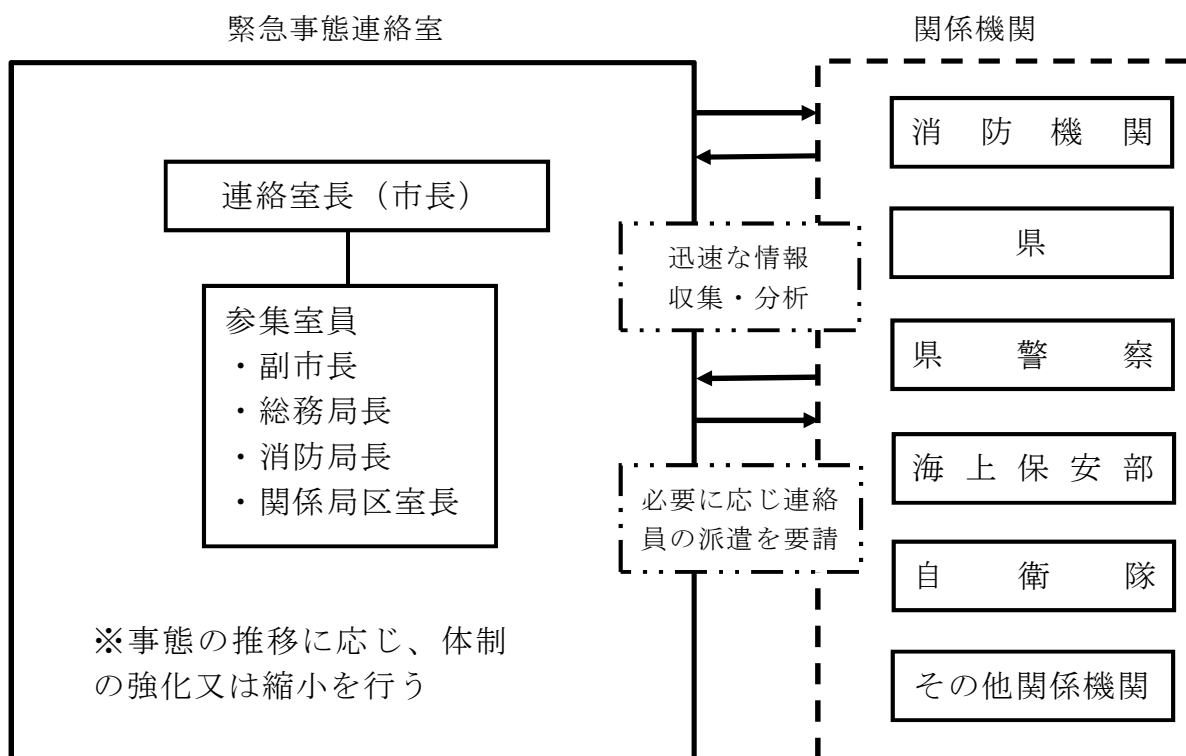 緊急事態連絡室
関係機関
連絡室長（市長）
参集室員
・副市長
・総務局長
・消防局長
・関係局区室長
※事態の推移に応じ、体制
の強化又は縮小を行う
迅速な情報
収集・分析
必要に応じ連絡
員の派遣を要請
消防機関
県
県警察
海上保安部
自衛隊
その他関係機関